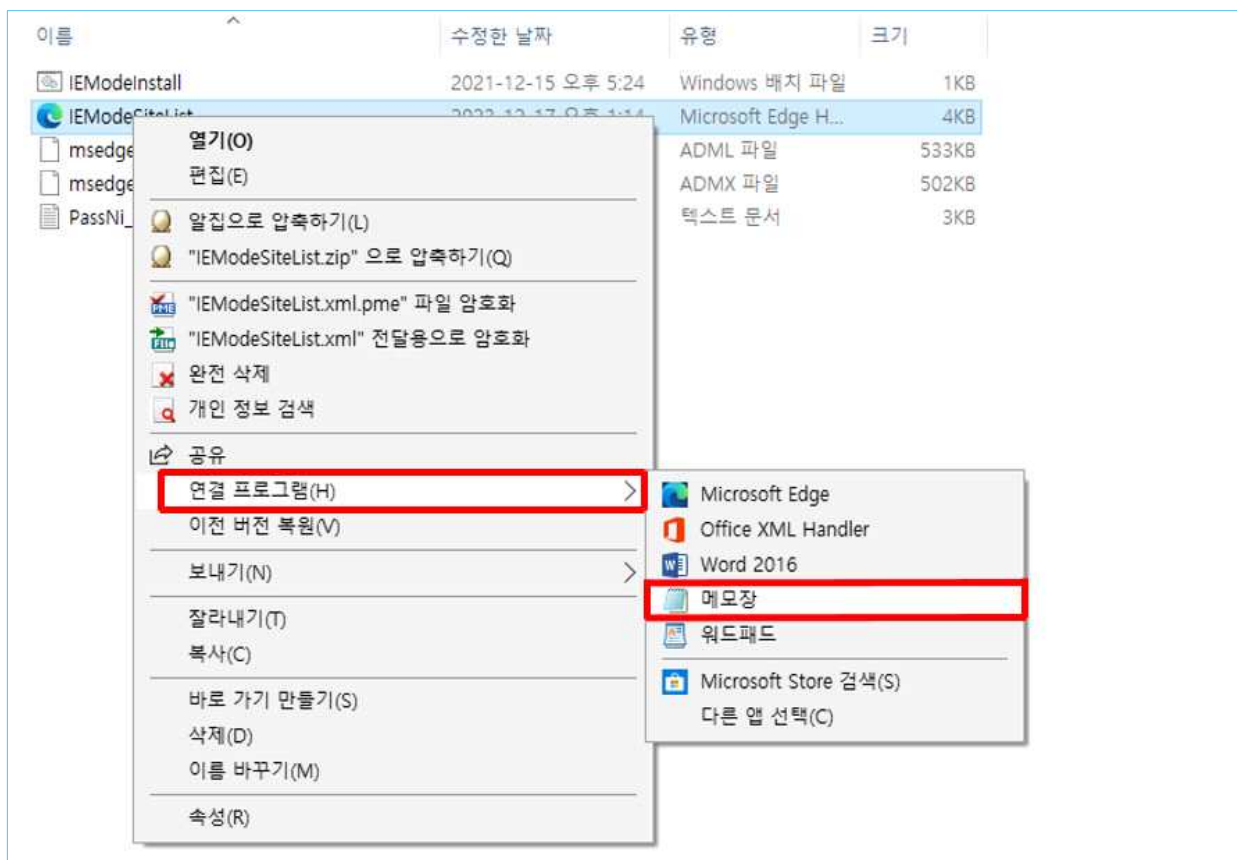 이름 수정한 날짜 유형 크기
IEModeInstall 2021-12-15 오후 5:24 Windows 배치 파일 1KB
IEModeSiteList 2023-12-17 오후 1:14 Microsoft Edge H... 4KB
msedge ADML 파일 533KB
msedge ADMX 파일 502KB
PassNi_ 텍스트 문서 3KB
열기(O)
편집(E)
알집으로 압축하기(L)
"IEModeSiteList.zip" 으로 압축하기(Q)
"IEModeSiteList.xml.pme" 파일 암호화
"IEModeSiteList.xml" 전달용으로 암호화
완전 삭제
개인 정보 검색
공유
연결 프로그램(H)
이전 버전 복원(V)
보내기(N)
잘라내기(T)
복사(C)
바로 가기 만들기(S)
삭제(D)
이름 바꾸기(M)
속성(R)
Microsoft Edge
Office XML Handler
Word 2016
메모장
워드패드
Microsoft Store 검색(S)
다른 앱 선택(C)